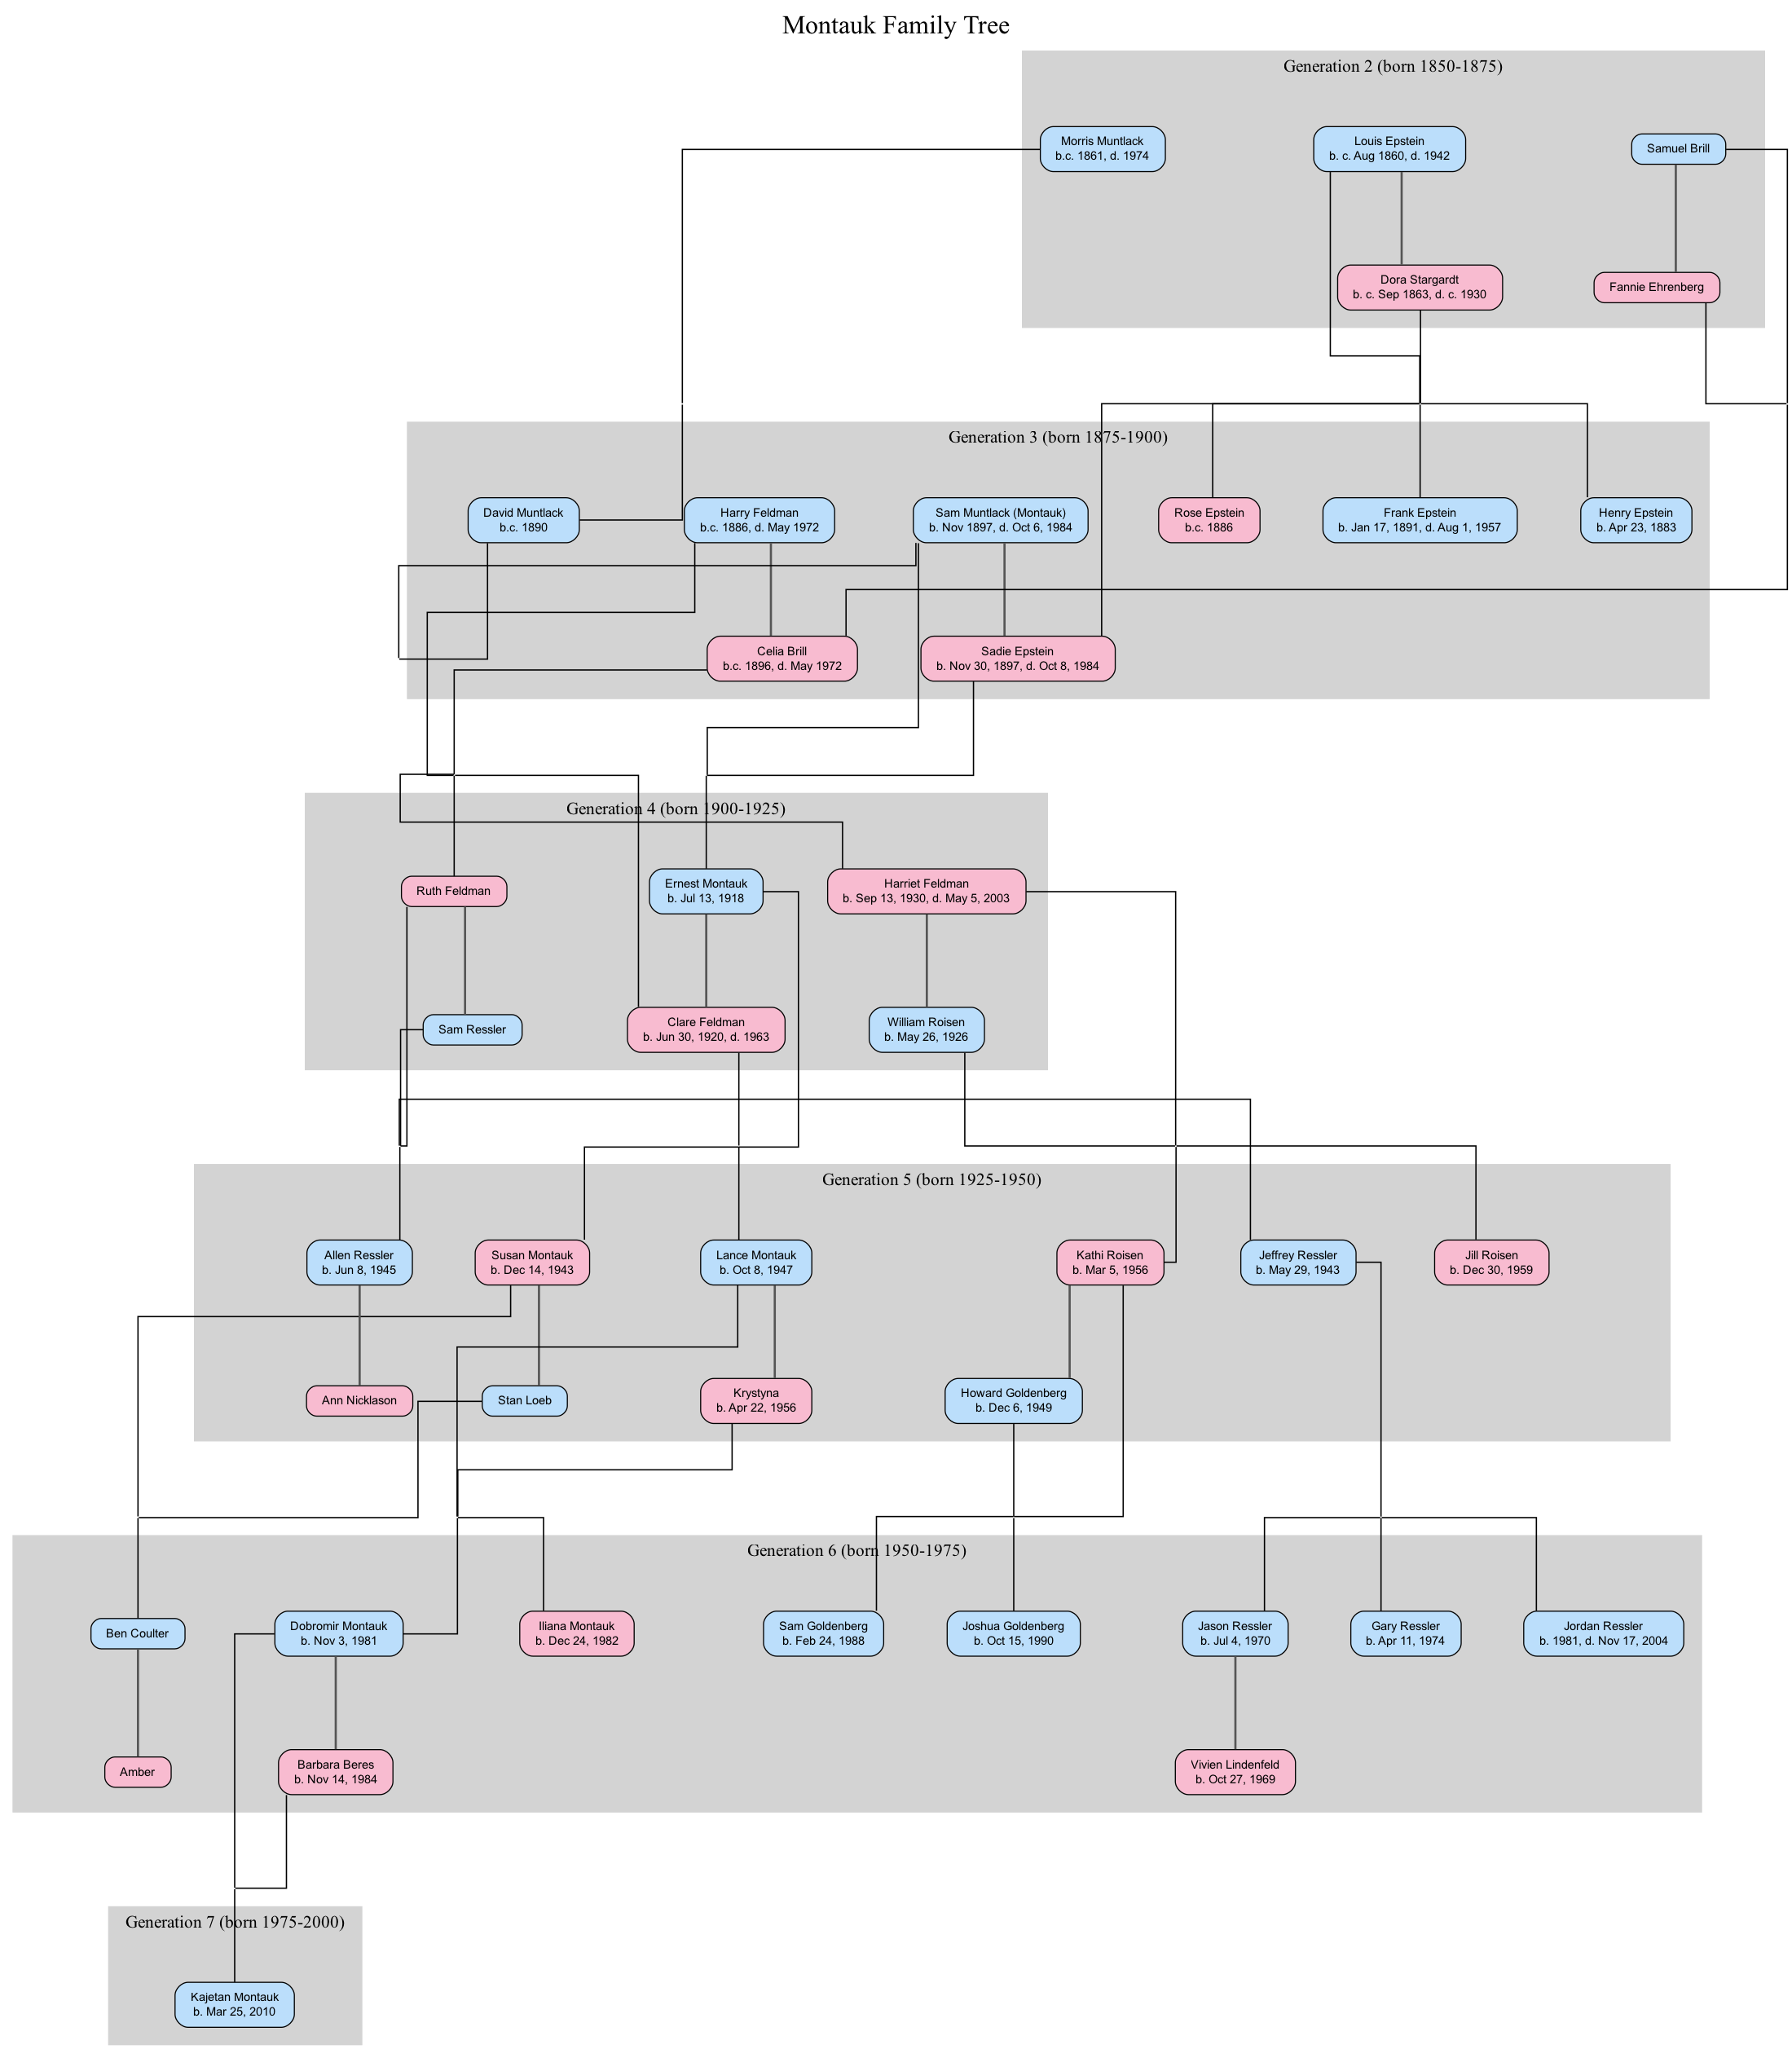 Montauk Family Tree
Generation 2 (born 1850-1875)
Morris Muntlack
b.c. 1861, d. 1974
Louis Epstein
b. c. Aug 1860, d. 1942
Samuel Brill
Dora Stargardt
b. c. Sep 1863, d. c. 1930
Fannie Ehrenberg
Generation 3 (born 1875-1900)
David Muntlack
b.c. 1890
Harry Feldman
b.c. 1886, d. May 1972
Sam Muntlack (Montauk)
b. Nov 1897, d. Oct 6, 1984
Rose Epstein
b.c. 1886
Frank Epstein
b. Jan 17, 1891, d. Aug 1, 1957
Henry Epstein
b. Apr 23, 1883
Celia Brill
b.c. 1896, d. May 1972
Sadie Epstein
b. Nov 30, 1897, d. Oct 8, 1984
Generation 4 (born 1900-1925)
Ruth Feldman
Ernest Montauk
b. Jul 13, 1918
Harriet Feldman
b. Sep 13, 1930, d. May 5, 2003
Sam Ressler
Clare Feldman
b. Jun 30, 1920, d. 1963
William Roisen
b. May 26, 1926
Generation 5 (born 1925-1950)
Allen Ressler
b. Jun 8, 1945
Susan Montauk
b. Dec 14, 1943
Lance Montauk
b. Oct 8, 1947
Kathi Roisen
b. Mar 5, 1956
Jeffrey Ressler
b. May 29, 1943
Jill Roisen
b. Dec 30, 1959
Ann Nicklason
Stan Loeb
Krystyna
b. Apr 22, 1956
Howard Goldenberg
b. Dec 6, 1949
Generation 6 (born 1950-1975)
Ben Coulter
Dobromir Montauk
b. Nov 3, 1981
Iliana Montauk
b. Dec 24, 1982
Sam Goldenberg
b. Feb 24, 1988
Joshua Goldenberg
b. Oct 15, 1990
Jason Ressler
b. Jul 4, 1970
Gary Ressler
b. Apr 11, 1974
Jordan Ressler
b. 1981, d. Nov 17, 2004
Amber
Barbara Beres
b. Nov 14, 1984
Vivien Lindenfeld
b. Oct 27, 1969
Generation 7 (born 1975-2000)
Kajetan Montauk
b. Mar 25, 2010